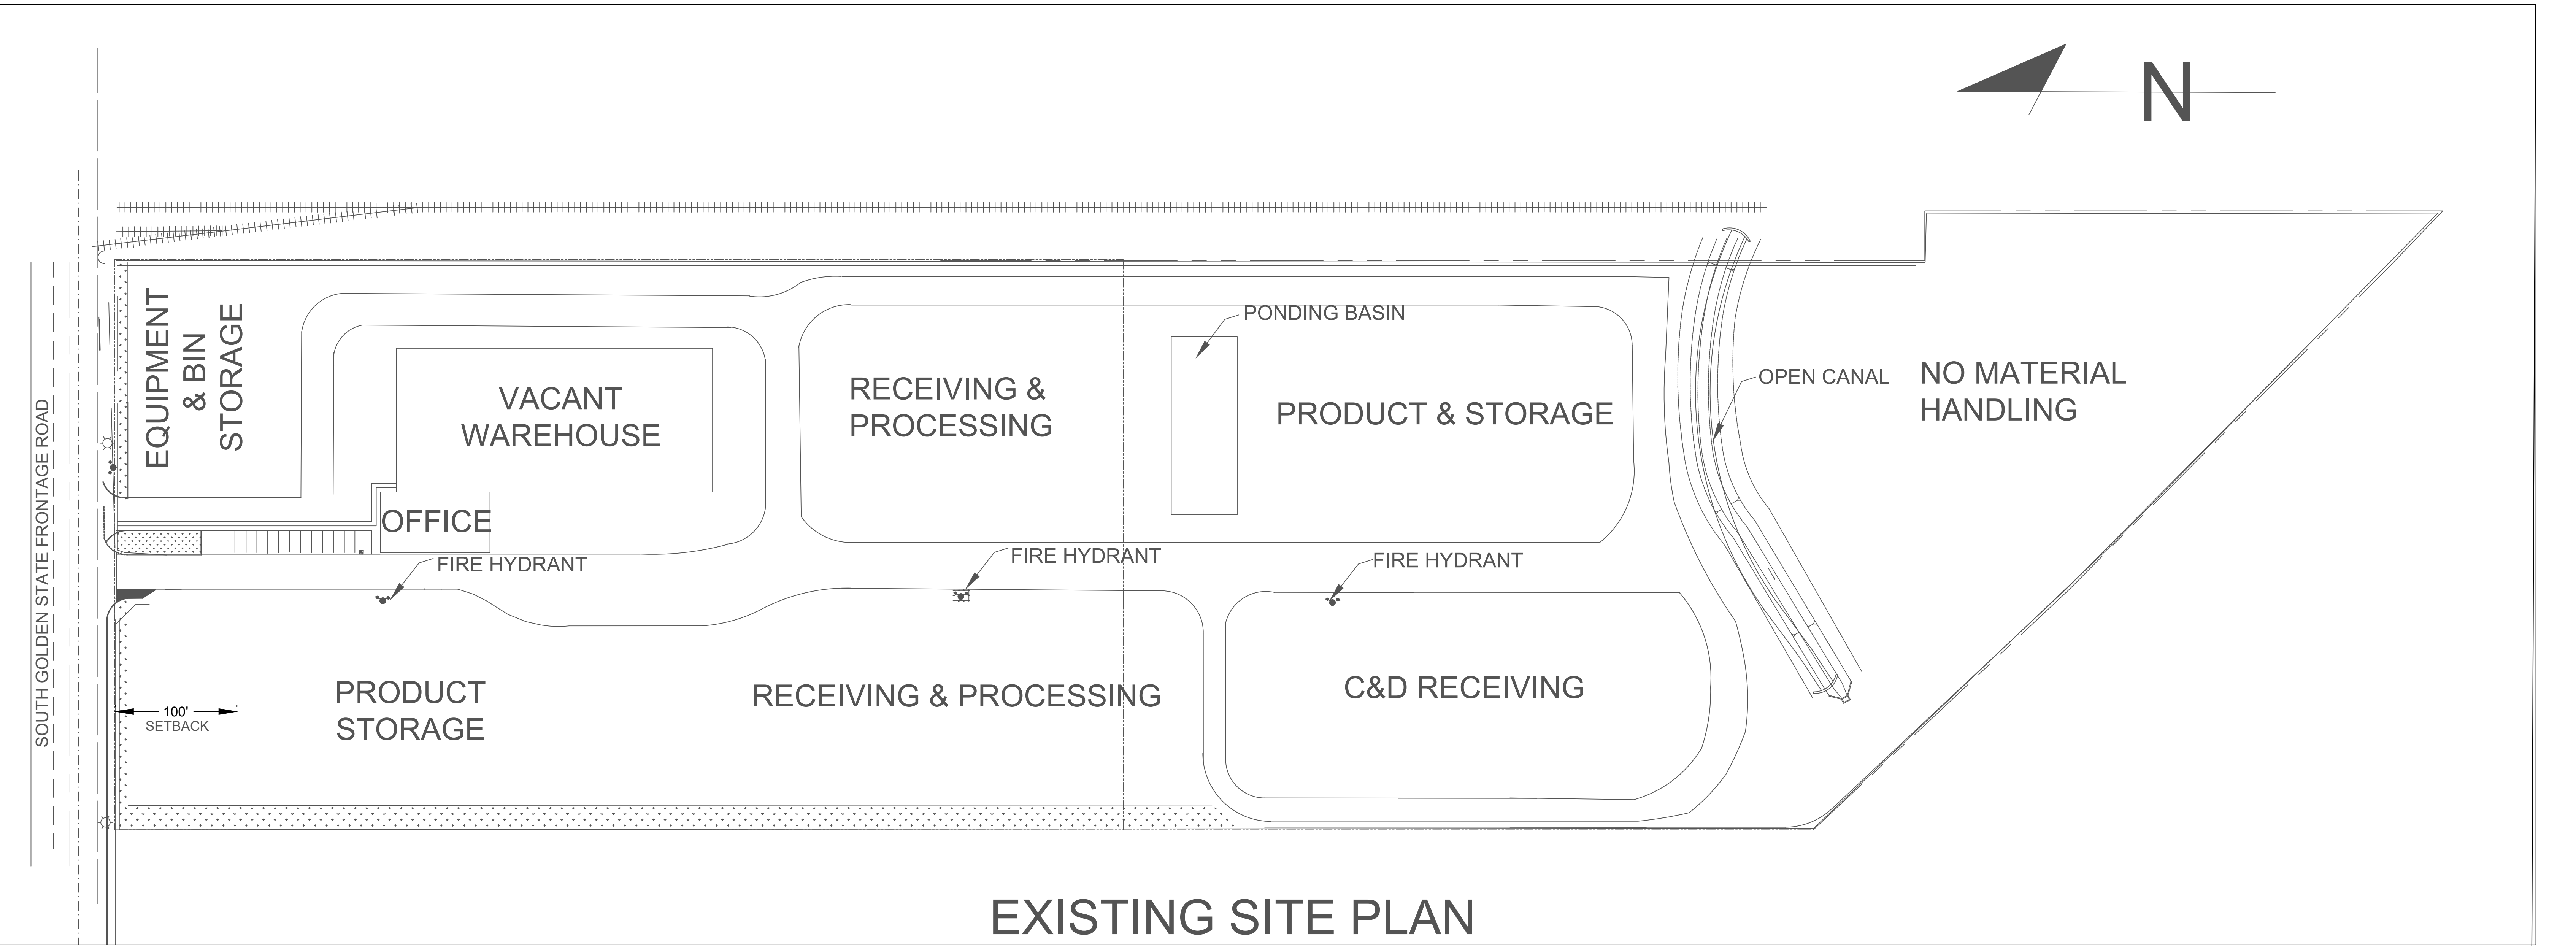 N
EQUIPMENT
& BIN
STORAGE
VACANT
WAREHOUSE
OFFICE
RECEIVING &
PROCESSING
PONDING BASIN
PRODUCT & STORAGE
OPEN CANAL
NO MATERIAL
HANDLING
SOUTH GOLDEN STATE FRONTAGE ROAD
FIRE HYDRANT
FIRE HYDRANT
FIRE HYDRANT
100'
SETBACK
PRODUCT
STORAGE
RECEIVING & PROCESSING
C&D RECEIVING
EXISTING SITE PLAN